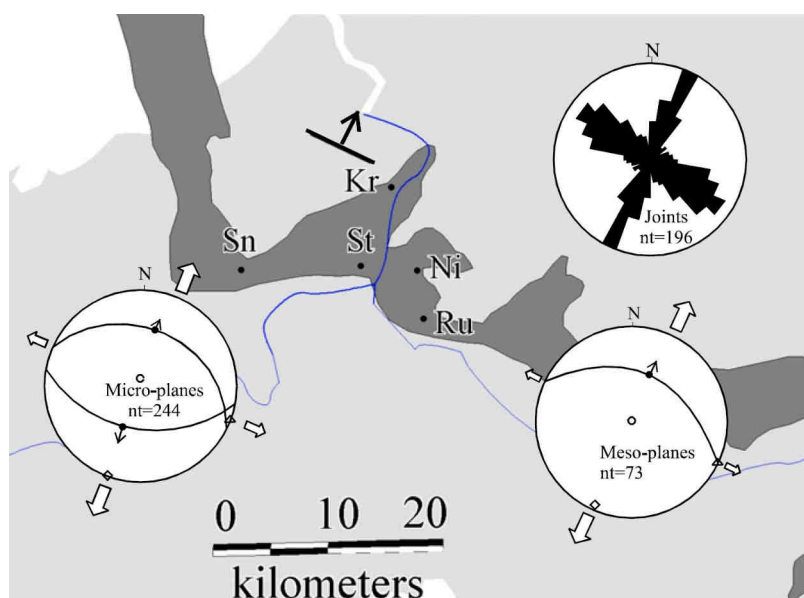 N
Joints
nt=196
Kr
Sn
St
Ni
Ru
N
Micro-planes
nt=244
N
Meso-planes
nt=73
0 10 20
kilometers